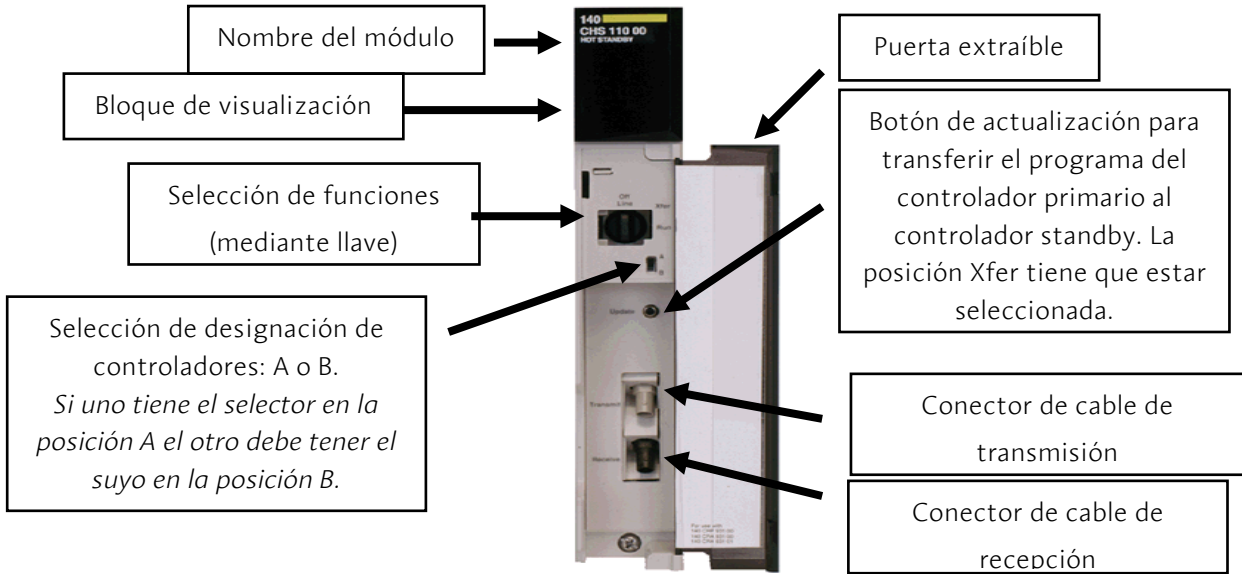 140
CHS 110 00
HOT STANDBY
Nombre del módulo
Bloque de visualización
Selección de funciones
(mediante llave)
Selección de designación de
controladores: A o B.
Si uno tiene el selector en la
posición A el otro debe tener el
suyo en la posición B.
Puerta extraíble
Botón de actualización para
transferir el programa del
controlador primario al
controlador standby. La
posición Xfer tiene que estar
seleccionada.
Conector de cable de
transmisión
Conector de cable de
recepción
Off
Line
Xfer
Run
A
B
Update
Transmit
Receive
For use with